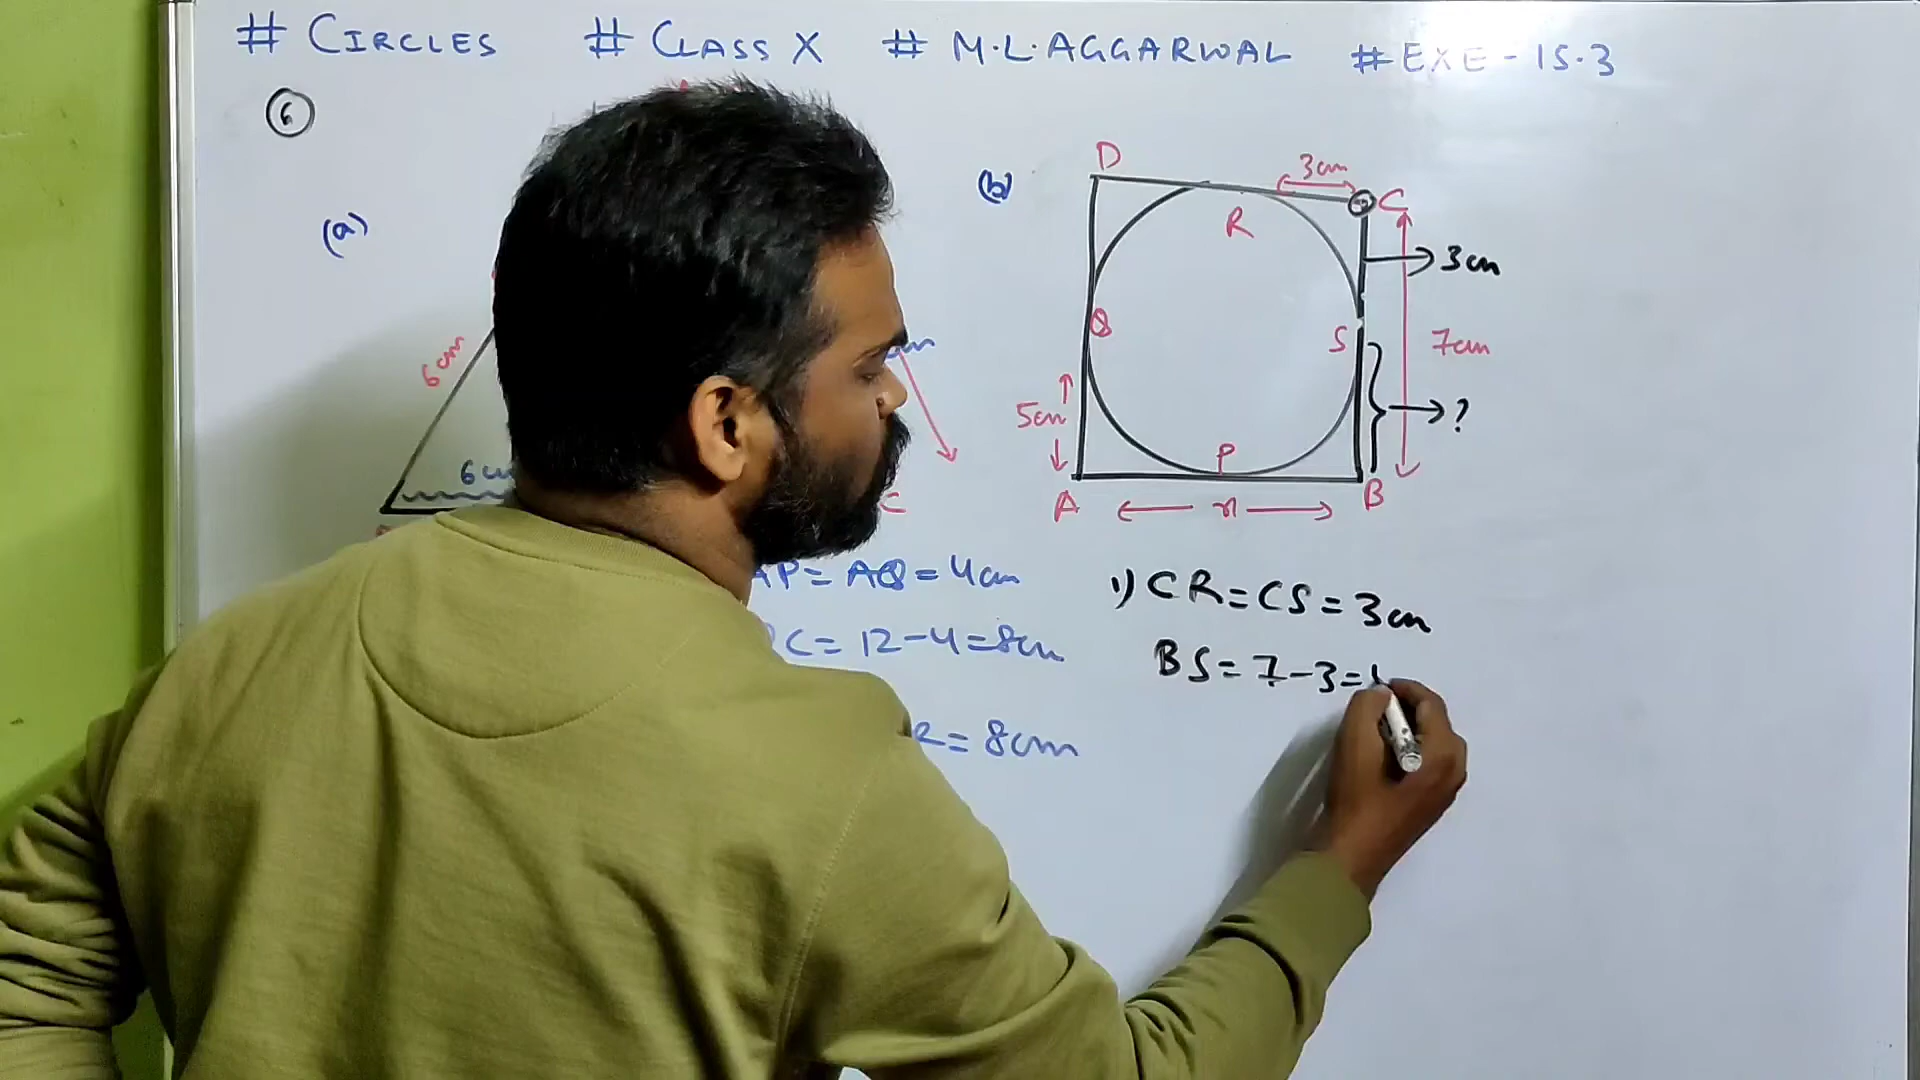 # CIRCLES # CLASS X # M.L.AGGARWAL # EXE-15.3
6
(a)
6cm
(b)
D
3cm
C
R
3cm
Q
S
7cm
5cm
?
P
A
B
AP = AQ = 4cm
C = 12-4=8cm
R = 8cm
1) CR = CS = 3cm
BS = 7-3=